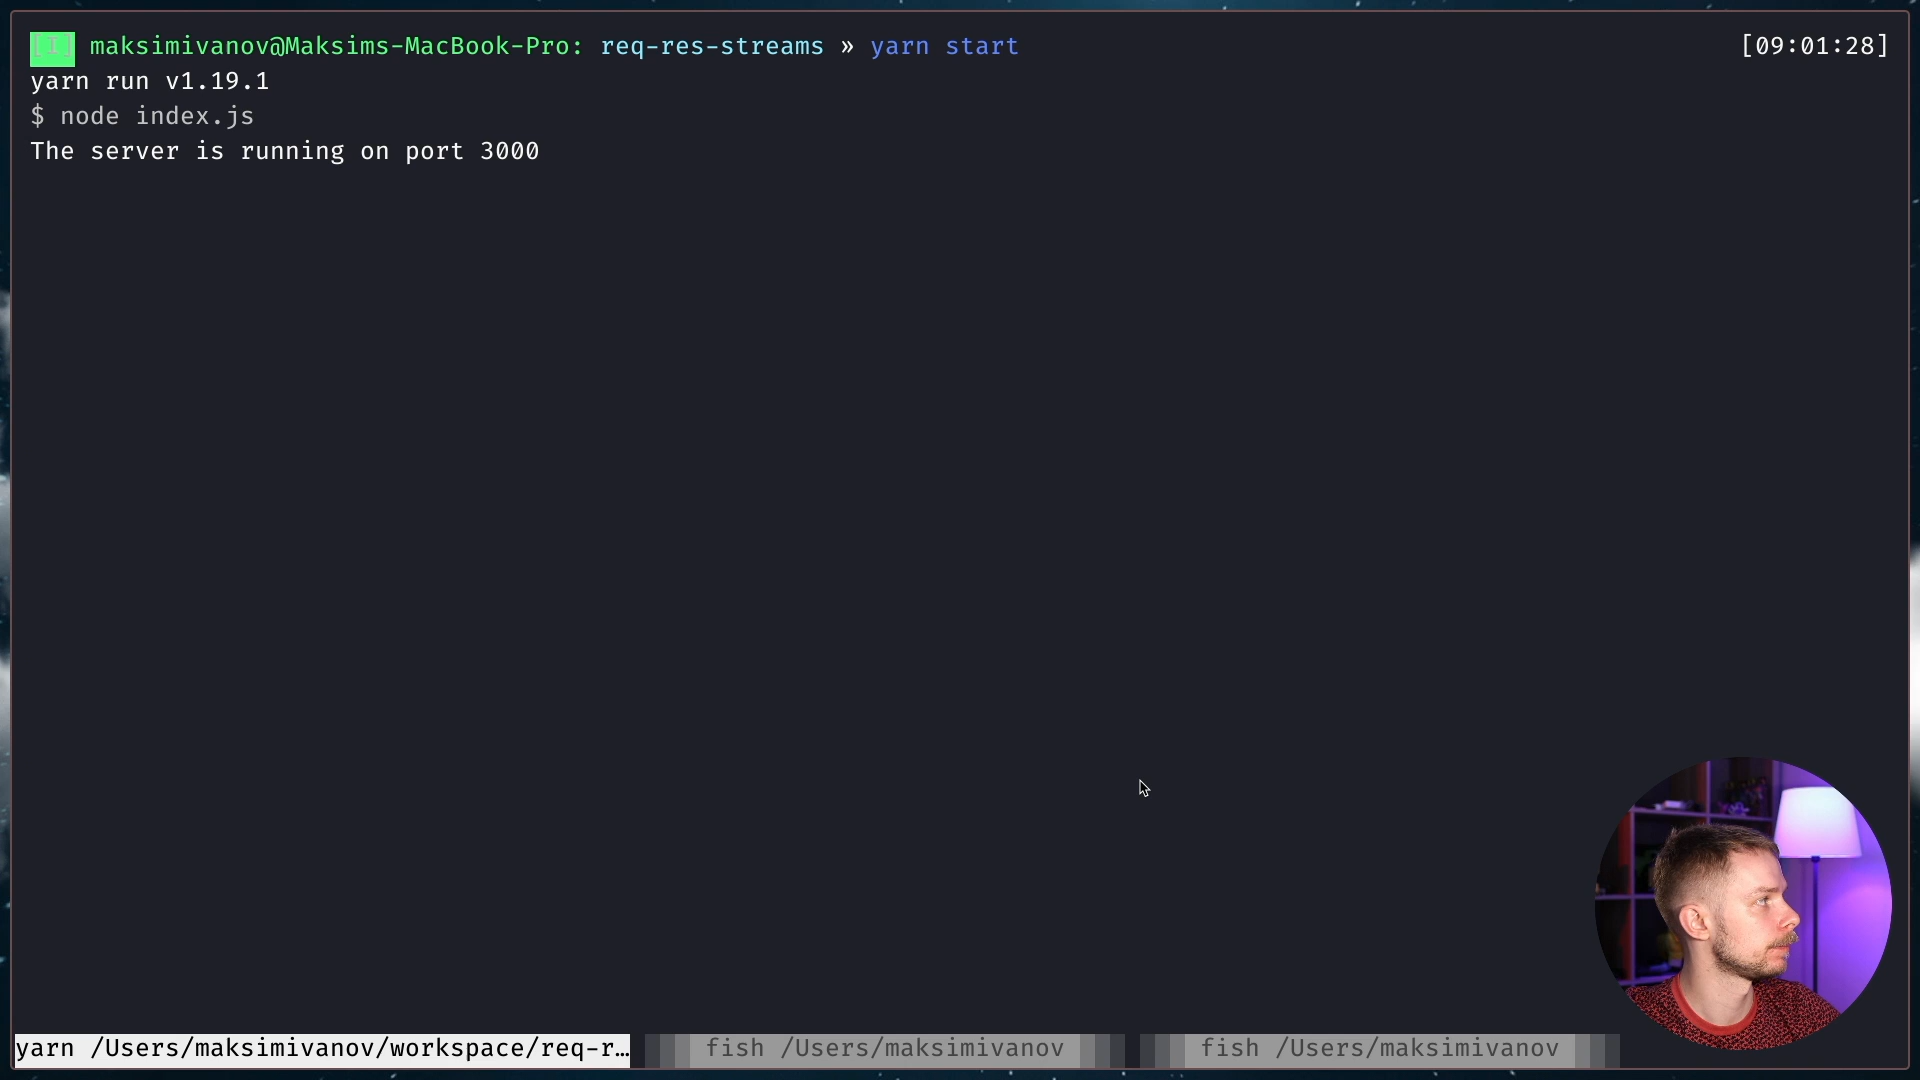 [I] maksimivanov@Maksims-MacBook-Pro: req-res-streams » yarn start [09:01:28]
yarn run v1.19.1
$ node index.js
The server is running on port 3000
yarn /Users/maksimivanov/workspace/req-r… fish /Users/maksimivanov fish /Users/maksimivanov